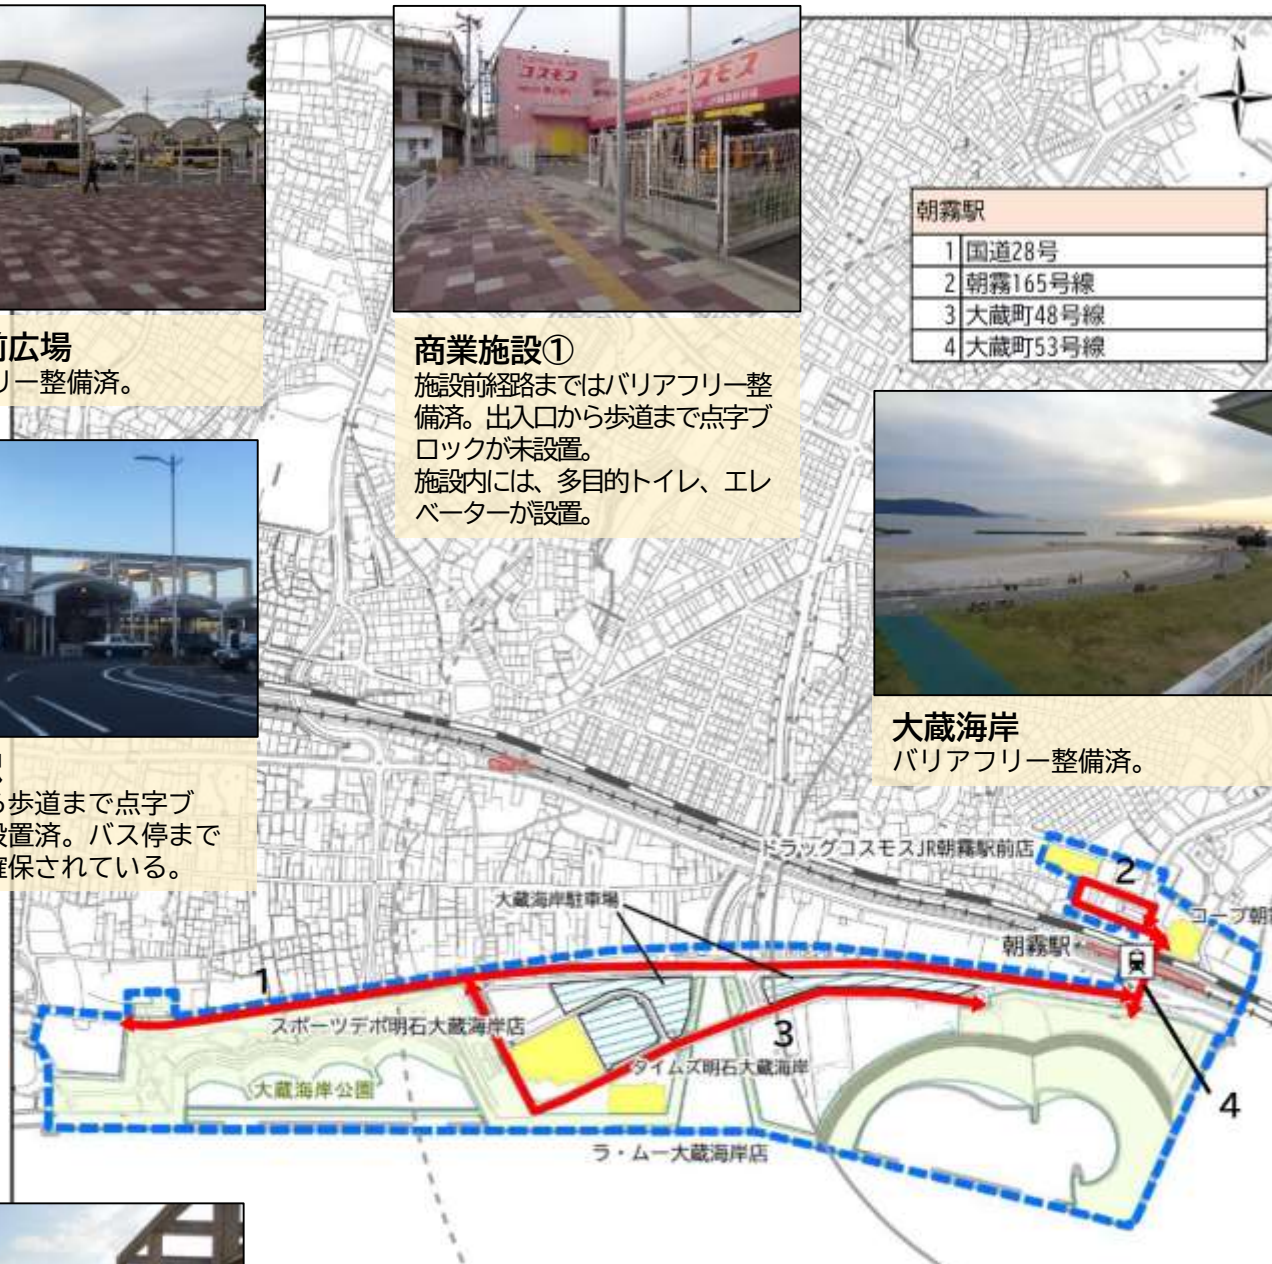 コスモス
コスモス
N
朝霧駅
1 国道28号
2 朝霧165号線
3 大蔵町48号線
4 大蔵町53号線
前広場
リー整備済。
商業施設①
施設前経路まではバリアフリー整
備済。出入口から歩道まで点字ブ
ロックが未設置。
施設内には、多目的トイレ、エレ
ベーターが設置。
大蔵海岸
バリアフリー整備済。
ら歩道まで点字ブ
設置済。バス停まで
確保されている。
ドラッグコスモスJR朝霧駅前店
2
コープ朝霧
大蔵海岸駐車場
朝霧駅
1
スポーツデポ明石大蔵海岸店
3
タイムズ明石大蔵海岸
大蔵海岸公園
4
ラ・ムー大蔵海岸店